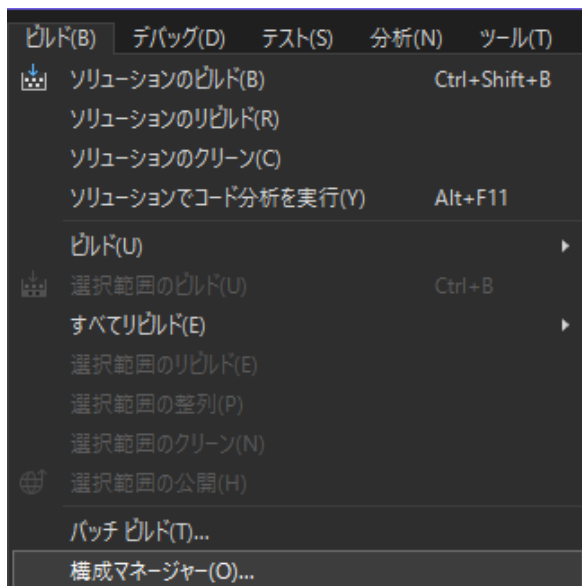 ビルド(B) デバッグ(D) テスト(S) 分析(N) ツール(T)
ソリューションのビルド(B) Ctrl+Shift+B
ソリューションのリビルド(R)
ソリューションのクリーン(C)
ソリューションでコード分析を実行(Y) Alt+F11
ビルド(U)
選択範囲のビルド(U) Ctrl+B
すべてリビルド(E)
選択範囲のリビルド(E)
選択範囲の整列(P)
選択範囲のクリーン(N)
選択範囲の公開(H)
バッチ ビルド(T)...
構成マネージャー(O)...